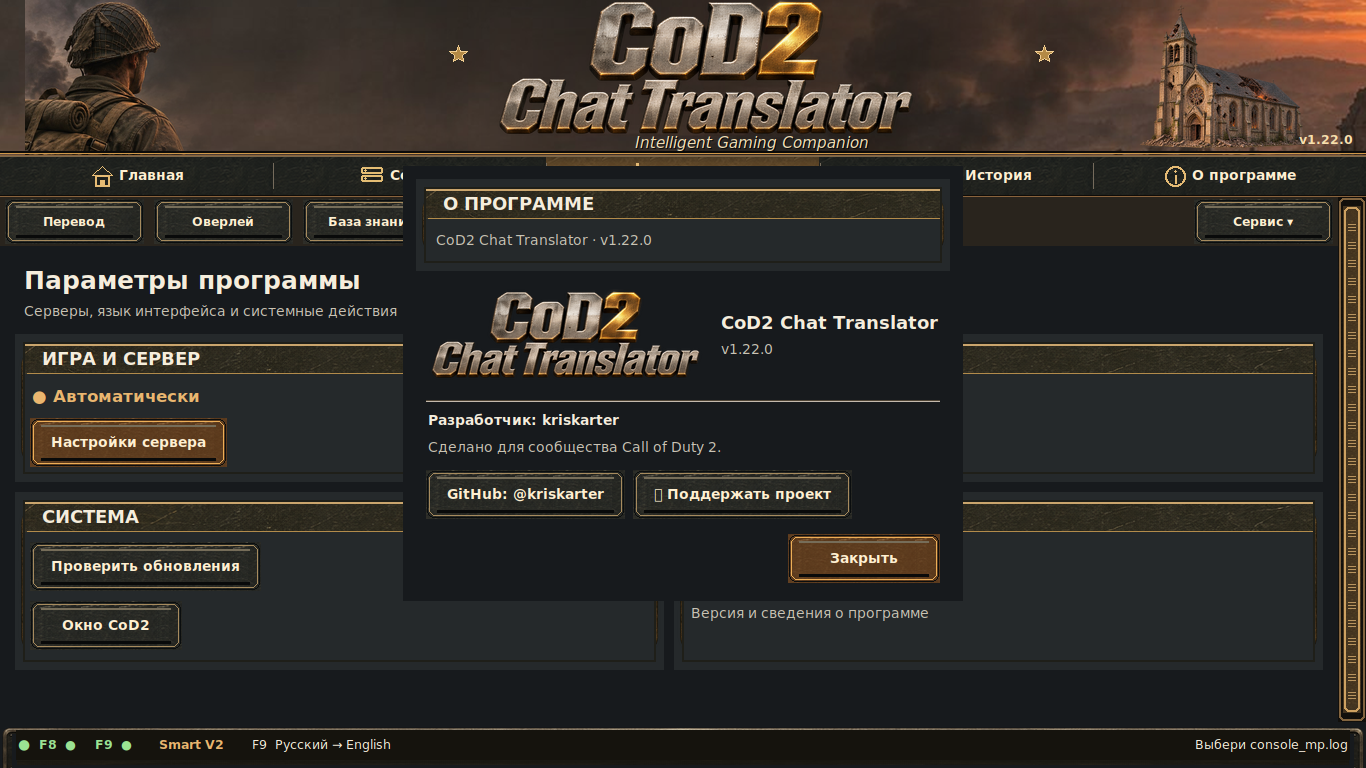 CoD2
Chat Translator
Intelligent Gaming Companion
v1.22.0
Главная
История
О программе
Перевод
Оверлей
База
Сервис ▾
Параметры программы
Серверы, язык интерфейса и системные действия
ИГРА И СЕРВЕР
Автоматически
Настройки сервера
СИСТЕМА
Проверить обновления
Окно CoD2
О ПРОГРАММЕ
CoD2 Chat Translator · v1.22.0
CoD2
Chat Translator
CoD2 Chat Translator
v1.22.0
Разработчик: kriskarter
Сделано для сообщества Call of Duty 2.
GitHub: @kriskarter
Поддержать проект
Закрыть
Версия и сведения о программе
F8 F9 Smart V2 F9 Русский → English
Выбери console_mp.log